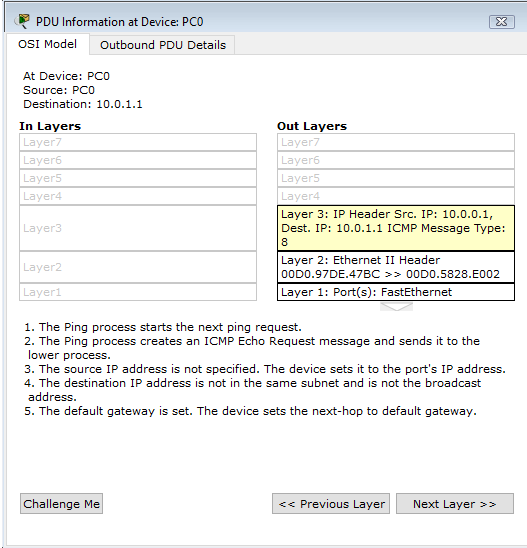 PDU Information at Device: PC0
OSI Model
Outbound PDU Details
At Device: PC0
Source: PC0
Destination: 10.0.1.1
In Layers
Out Layers
Layer7
Layer7
Layer6
Layer6
Layer5
Layer5
Layer4
Layer4
Layer3
Layer 3: IP Header Src. IP: 10.0.0.1,
Dest. IP: 10.0.1.1 ICMP Message Type:
8
Layer2
Layer 2: Ethernet II Header
00D0.97DE.47BC >> 00D0.5828.E002
Layer1
Layer 1: Port(s): FastEthernet
1. The Ping process starts the next ping request.
2. The Ping process creates an ICMP Echo Request message and sends it to the
lower process.
3. The source IP address is not specified. The device sets it to the port's IP address.
4. The destination IP address is not in the same subnet and is not the broadcast
address.
5. The default gateway is set. The device sets the next-hop to default gateway.
Challenge Me
<< Previous Layer
Next Layer >>